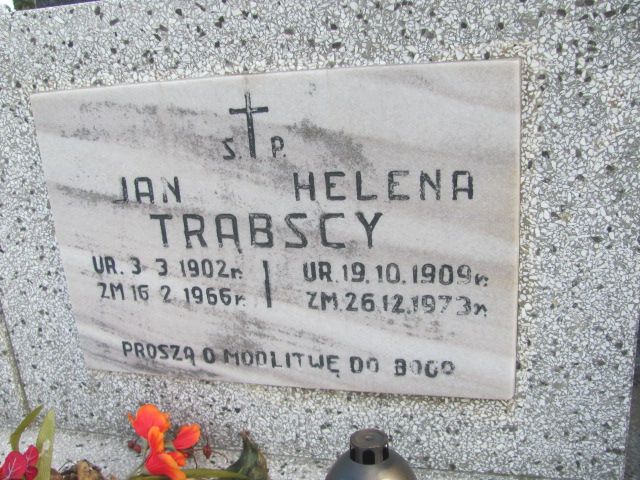 Ś. P.
JAN HELENA
TRĄBSCY
UR. 3-3 1902r. UR. 19.10.1909r.
ZM 16 2 1966r. ZM. 26.12.1973r.
PROSZĄ O MODLITWĘ DO BOGA